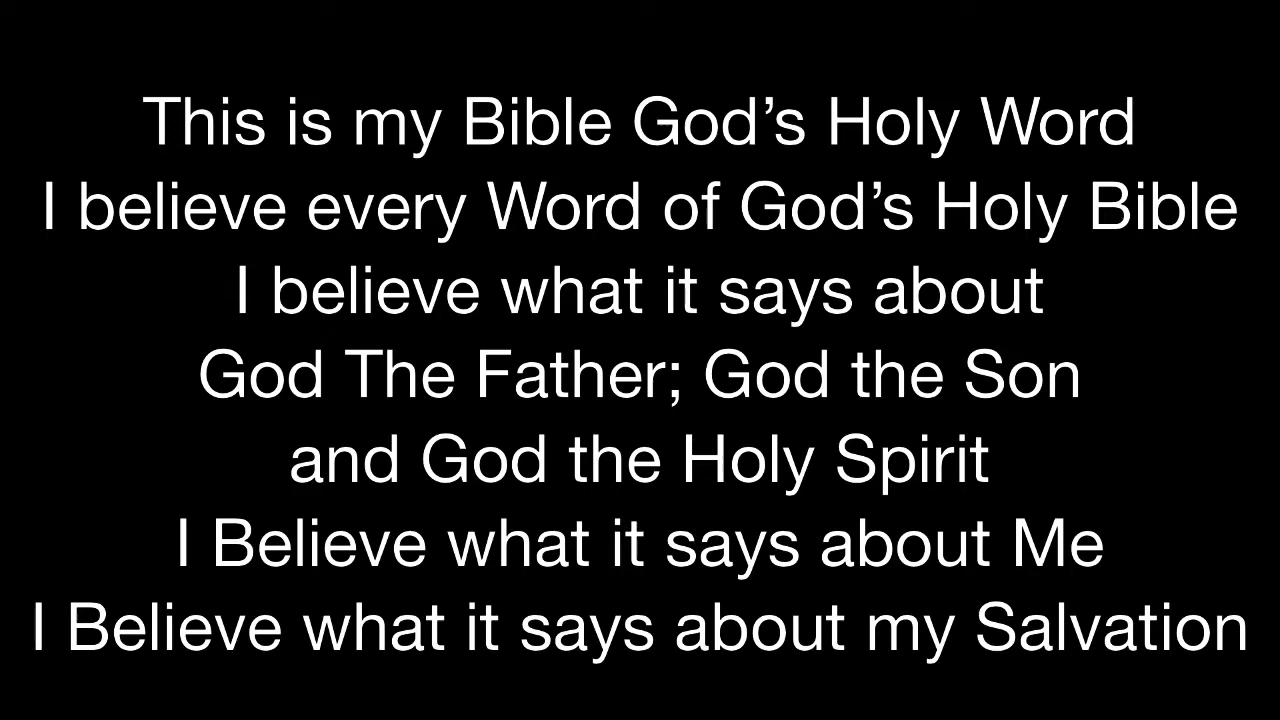 This is my Bible God’s Holy Word
I believe every Word of God’s Holy Bible
I believe what it says about
God The Father; God the Son
and God the Holy Spirit
I Believe what it says about Me
I Believe what it says about my Salvation